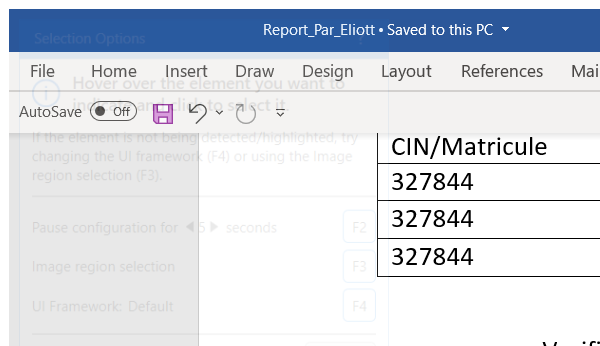 Report_Par_Eliott • Saved to this PC
Selection Options
File Home Insert Draw Design Layout References Mai
Hover over the element you want to
indicate and click to select it.
AutoSave Off
If the element is not being detected/highlighted, try
changing the UI framework (F4) or using the Image
region selection (F3).
CIN/Matricule
327844
327844
327844
Pause configuration for 5 seconds F2
Image region selection F3
UI Framework: Default F4